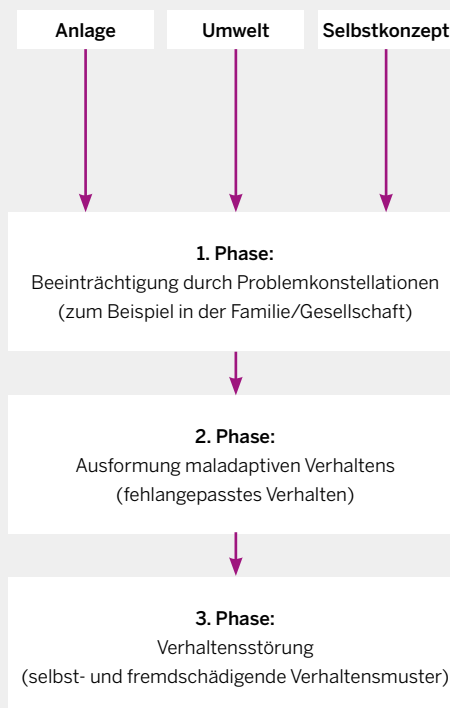 Anlage
Umwelt
Selbstkonzept
1. Phase:
Beeinträchtigung durch Problemkonstellationen
(zum Beispiel in der Familie/Gesellschaft)
2. Phase:
Ausformung maladaptiven Verhaltens
(fehlangepasstes Verhalten)
3. Phase:
Verhaltensstörung
(selbst- und fremdschädigende Verhaltensmuster)